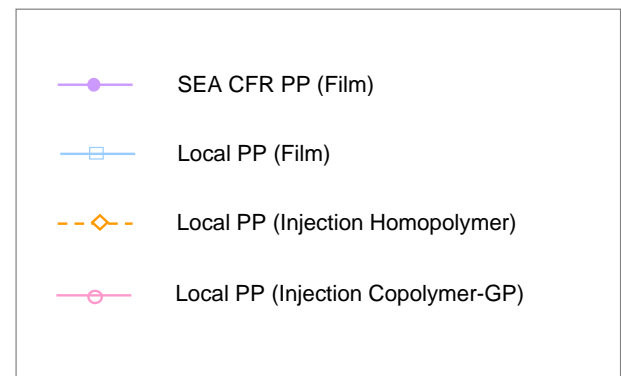 SEA CFR PP (Film)
Local PP (Film)
Local PP (Injection Homopolymer)
Local PP (Injection Copolymer-GP)